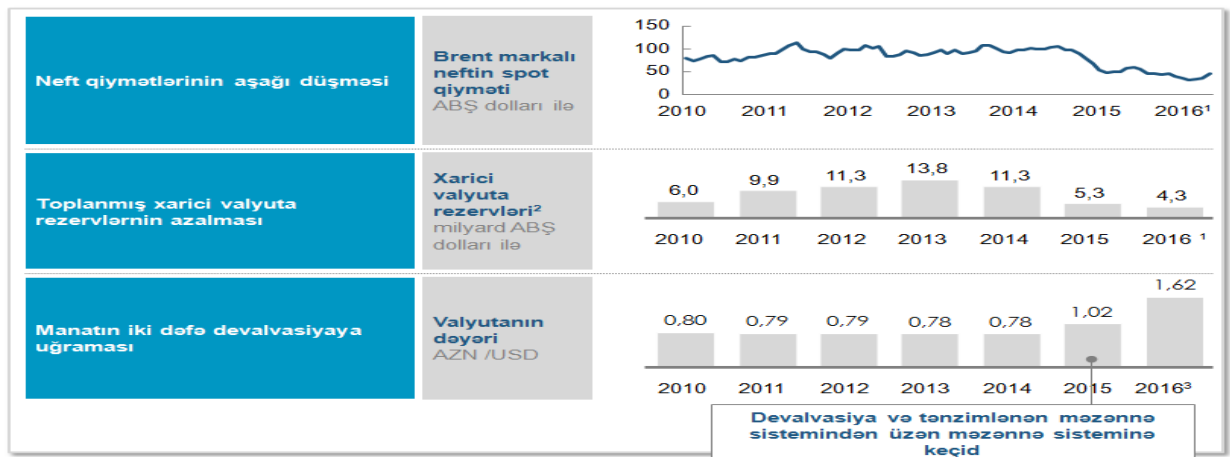 Neft qiymətlərinin aşağı düşməsi
Brent markalı
neftin spot
qiyməti
ABŞ dolları ilə
150
100
50
0
2010 2011 2012 2013 2014 2015 2016¹
Toplanmış xarici valyuta
rezervlərnin azalması
Xarici
valyuta
rezervləri²
milyard ABŞ
dolları ilə
6,0 9,9 11,3 13,8 11,3 5,3 4,3
2010 2011 2012 2013 2014 2015 2016 ¹
Manatın iki dəfə devalvasiyaya
uğraması
Valyutanın
dəyəri
AZN /USD
0,80 0,79 0,79 0,78 0,78 1,02 1,62
2010 2011 2012 2013 2014 2015 2016³
Devalvasiya və tənzimlənən məzənnə
sistemindən üzən məzənnə sisteminə
keçid